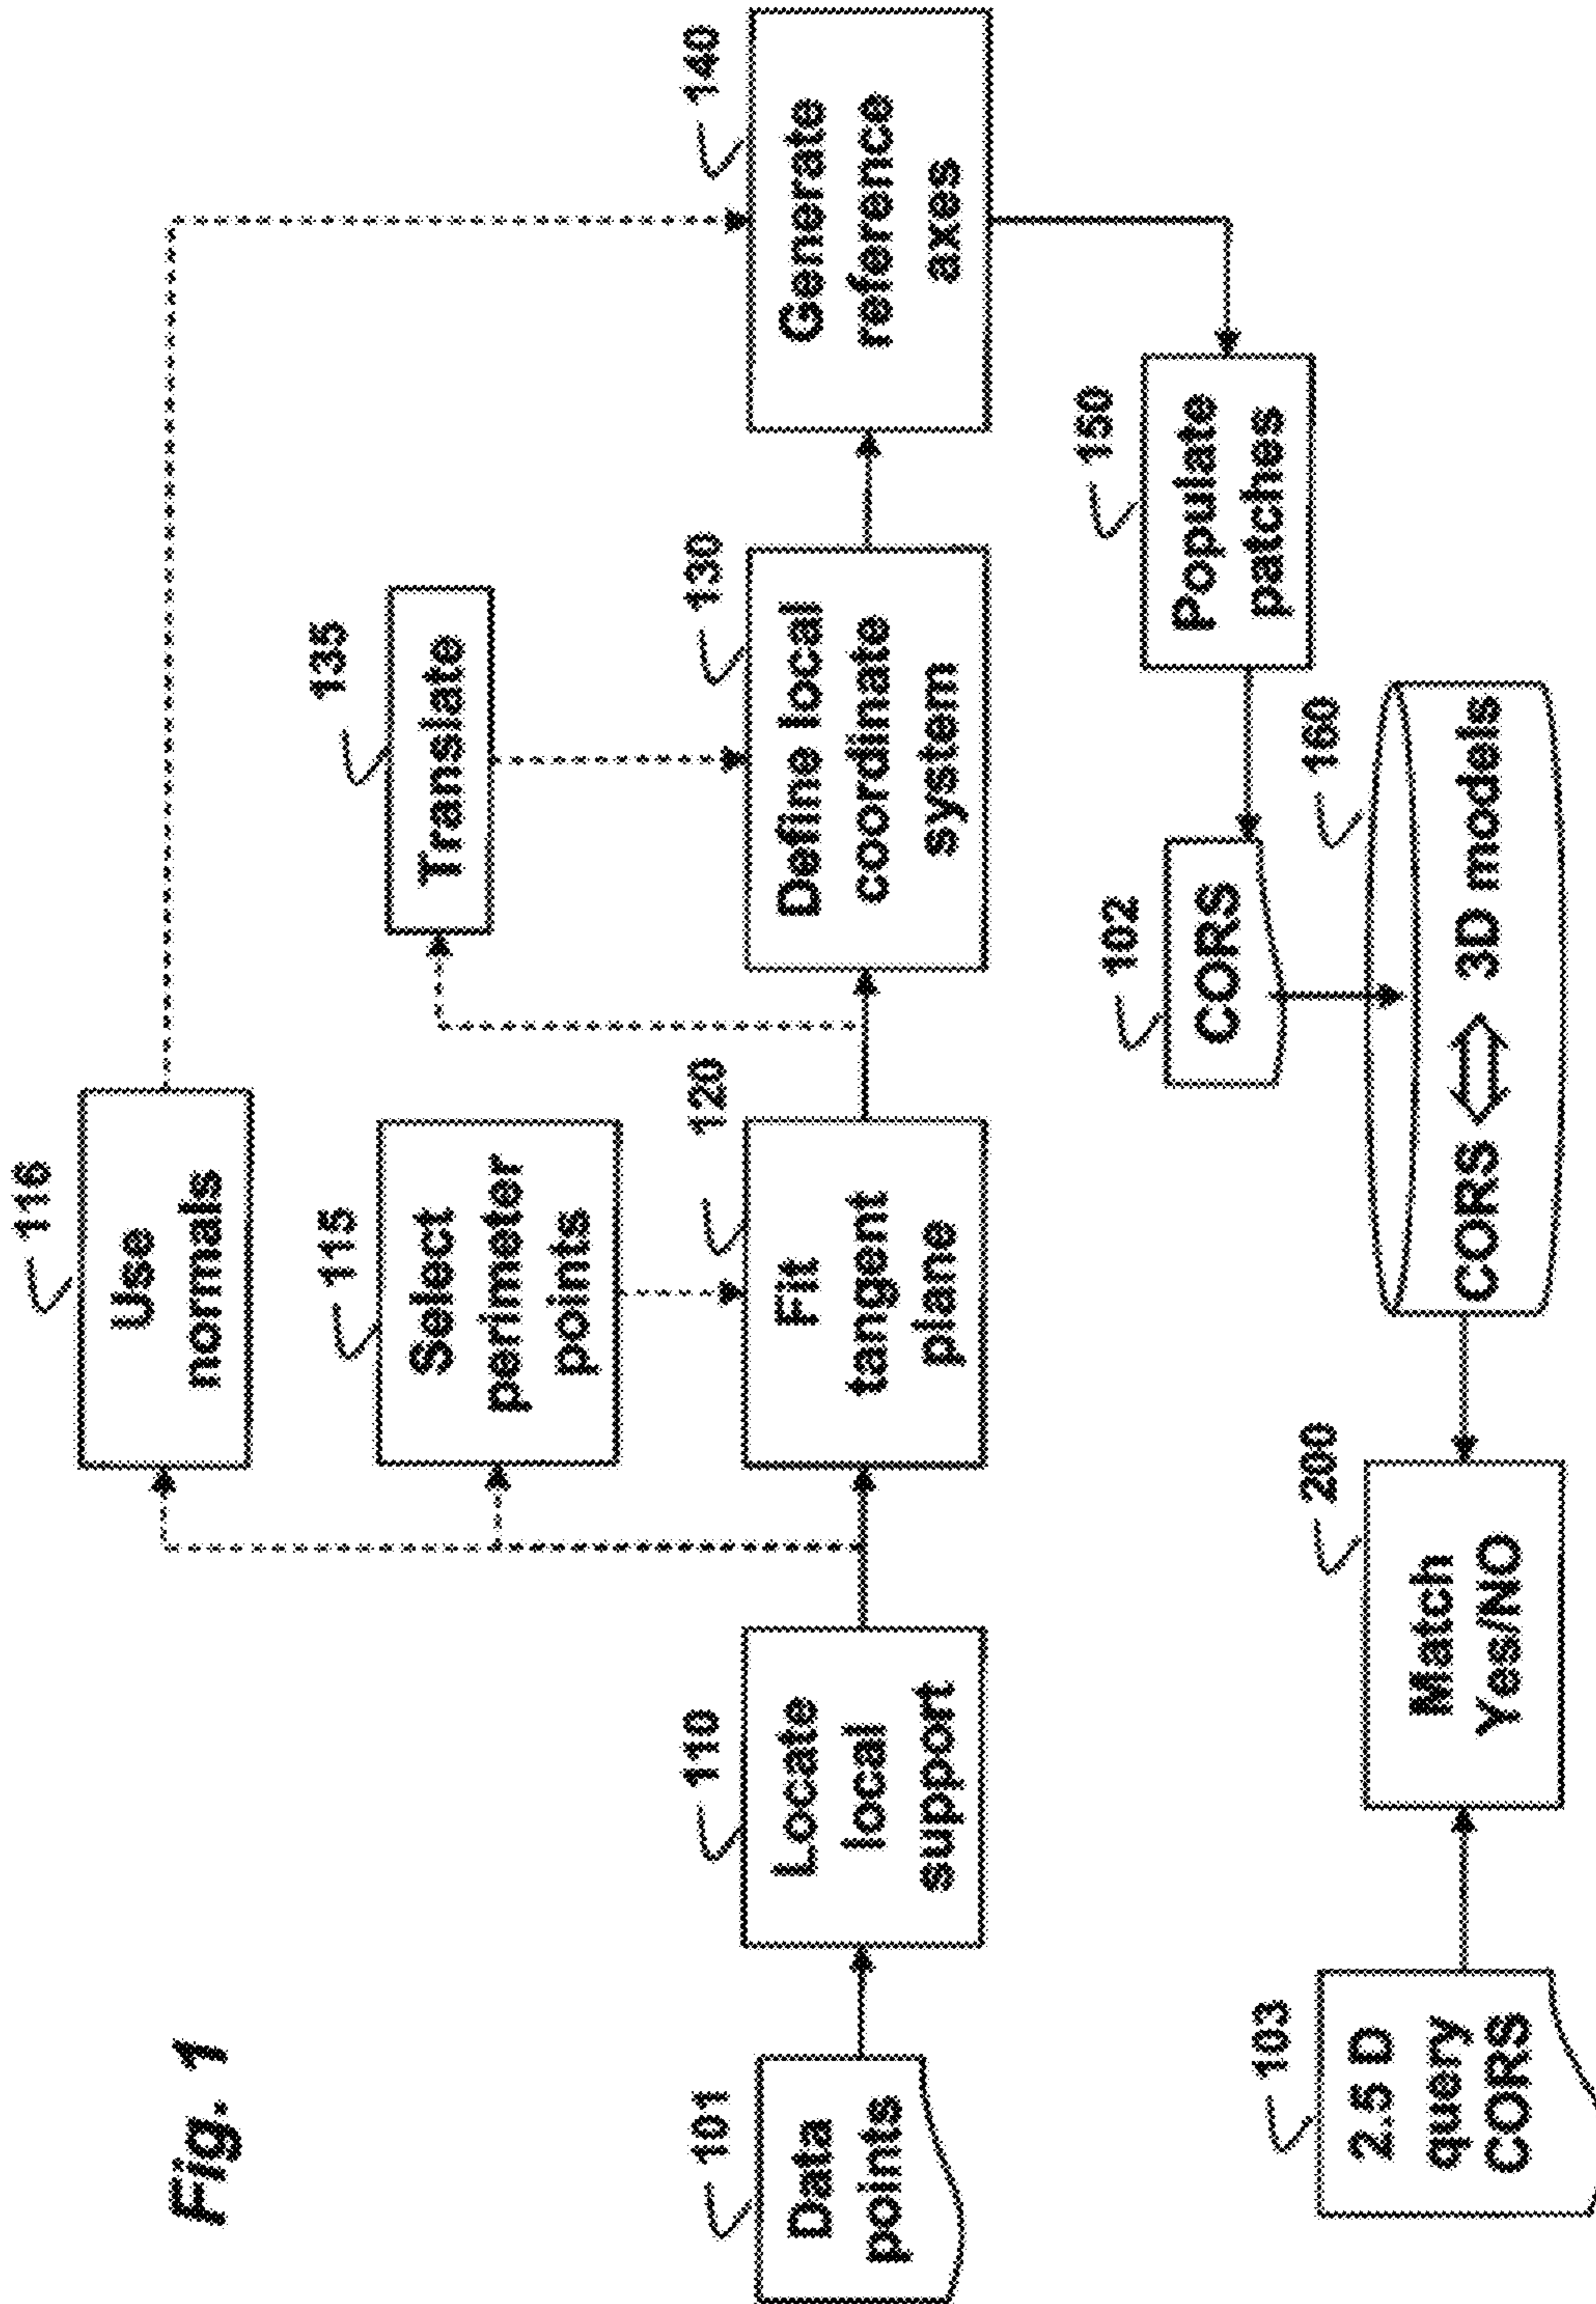 Fig. 1
116
Use
normals
115
Select
perimeter
points
135
Translate
101
Data
points
110
Locate
local
support
120
Fit
tangent
plane
130
Define local
coordinate
system
140
Generate
reference
axes
150
Populate
patches
102
CORS
160
CORS 3D models
200
Match
Yes/NO
103
2.5 D
query
CORS